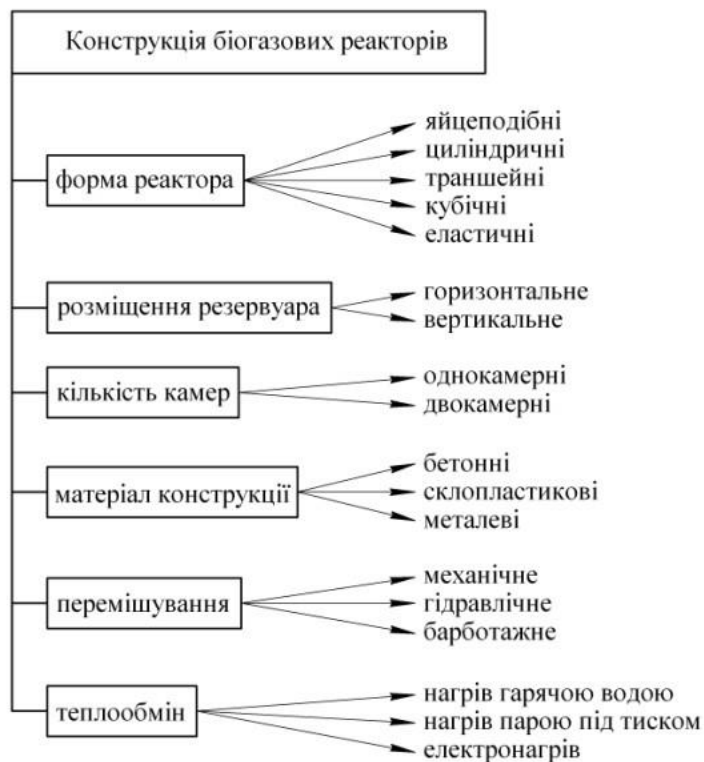 Конструкція біогазових реакторів
форма реактора
яйцеподібні
циліндричні
траншейні
кубічні
еластичні
розміщення резервуара
горизонтальне
вертикальне
кількість камер
однокамерні
двокамерні
матеріал конструкції
бетонні
склопластикові
металеві
перемішування
механічне
гідравлічне
барботажне
теплообмін
нагрів гарячою водою
нагрів парою під тиском
електронагрів